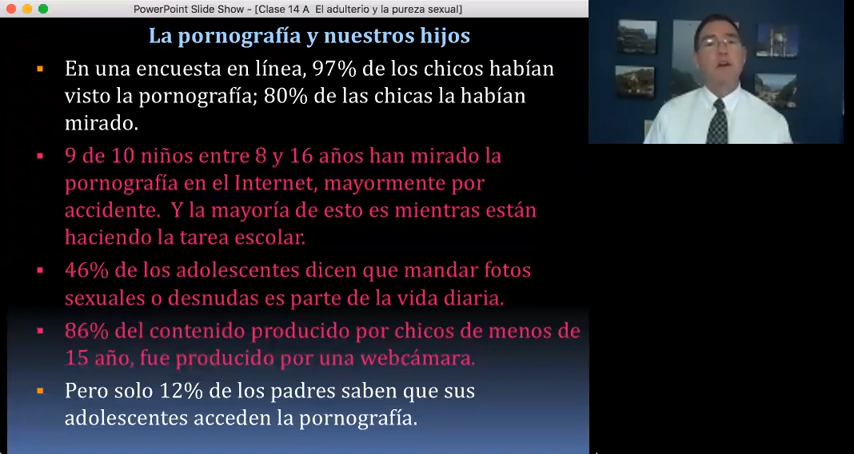 PowerPoint Slide Show - [Clase 14 A El adulterio y la pureza sexual]
La pornografía y nuestros hijos
En una encuesta en línea, 97% de los chicos habían
visto la pornografía; 80% de las chicas la habían
mirado.
9 de 10 niños entre 8 y 16 años han mirado la
pornografía en el Internet, mayormente por
accidente. Y la mayoría de esto es mientras están
haciendo la tarea escolar.
46% de los adolescentes dicen que mandar fotos
sexuales o desnudas es parte de la vida diaria.
86% del contenido producido por chicos de menos de
15 año, fue producido por una webcámara.
Pero solo 12% de los padres saben que sus
adolescentes acceden la pornografía.